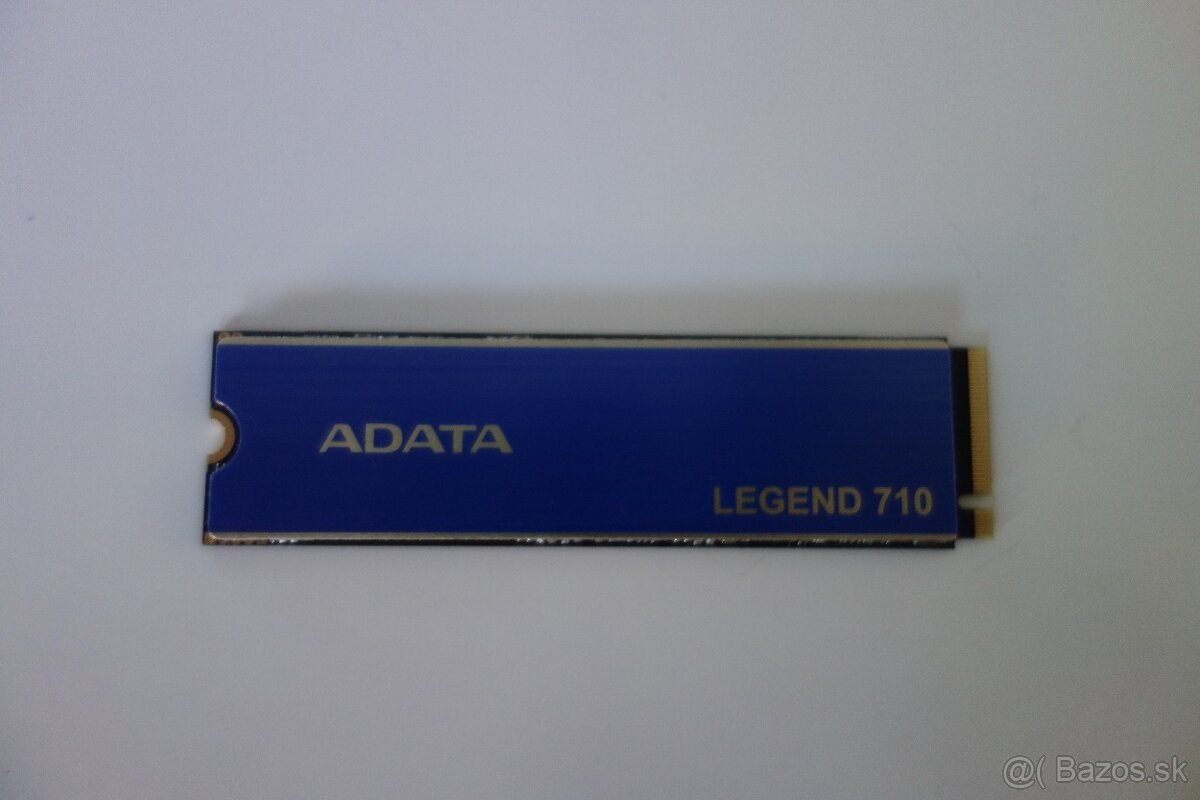 ADATA
LEGEND 710
@( Bazos.sk